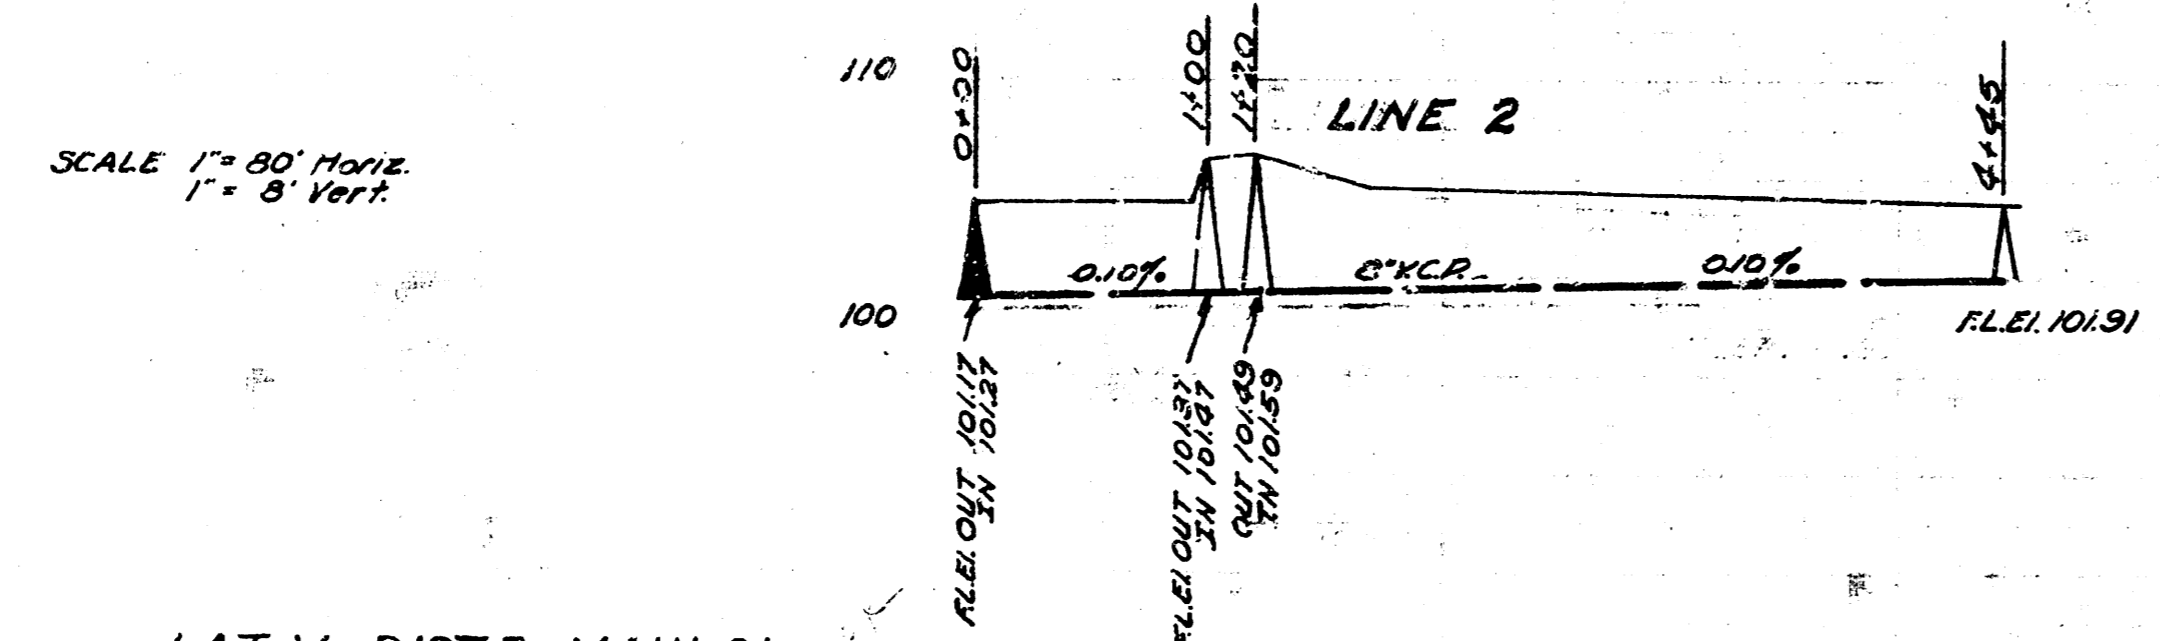 110
0+00
1+00
1+20
4+45
LINE 2
SCALE 1"= 80' Horiz.
1"= 8' Vert.
0.10%
8" V.C.P.
0.10%
100
F.L.El. 101.91
F.L.El. OUT 101.17
IN 101.27
F.L.El. OUT 101.37
IN 101.47
OUT 101.49
IN 101.59